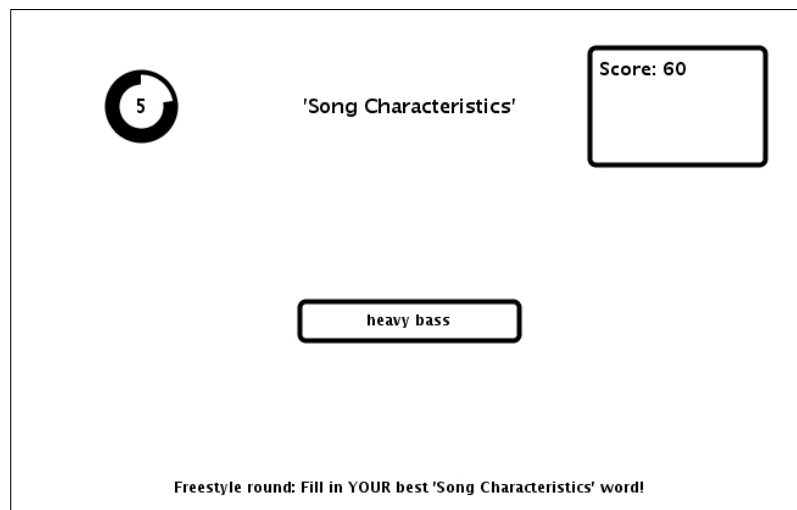 5
'Song Characteristics'
Score: 60
heavy bass
Freestyle round: Fill in YOUR best 'Song Characteristics' word!